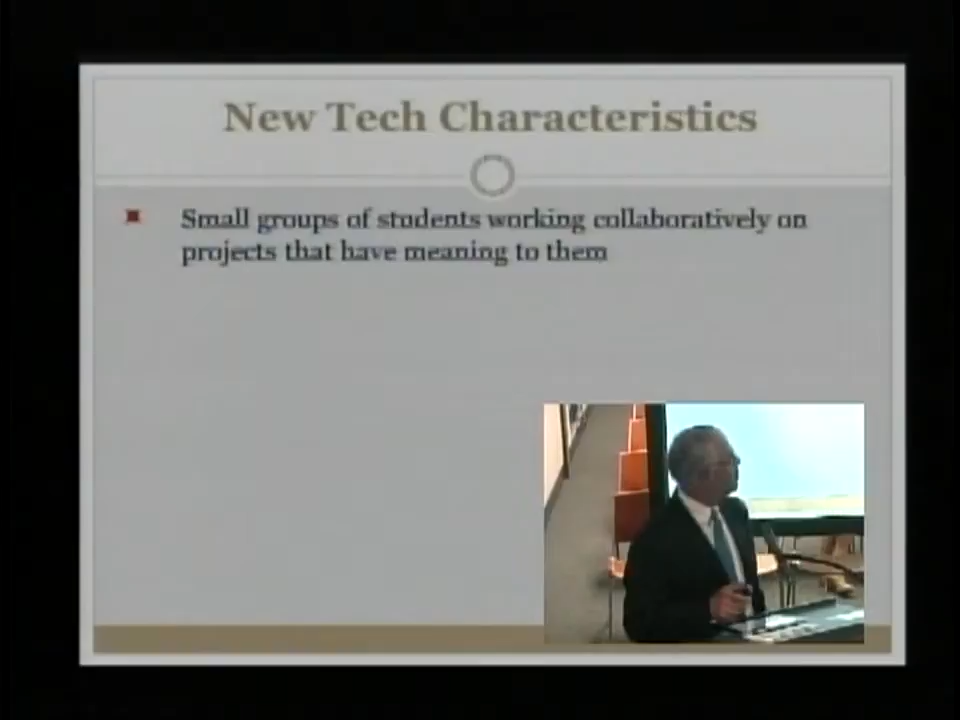 New Tech Characteristics
Small groups of students working collaboratively on
projects that have meaning to them